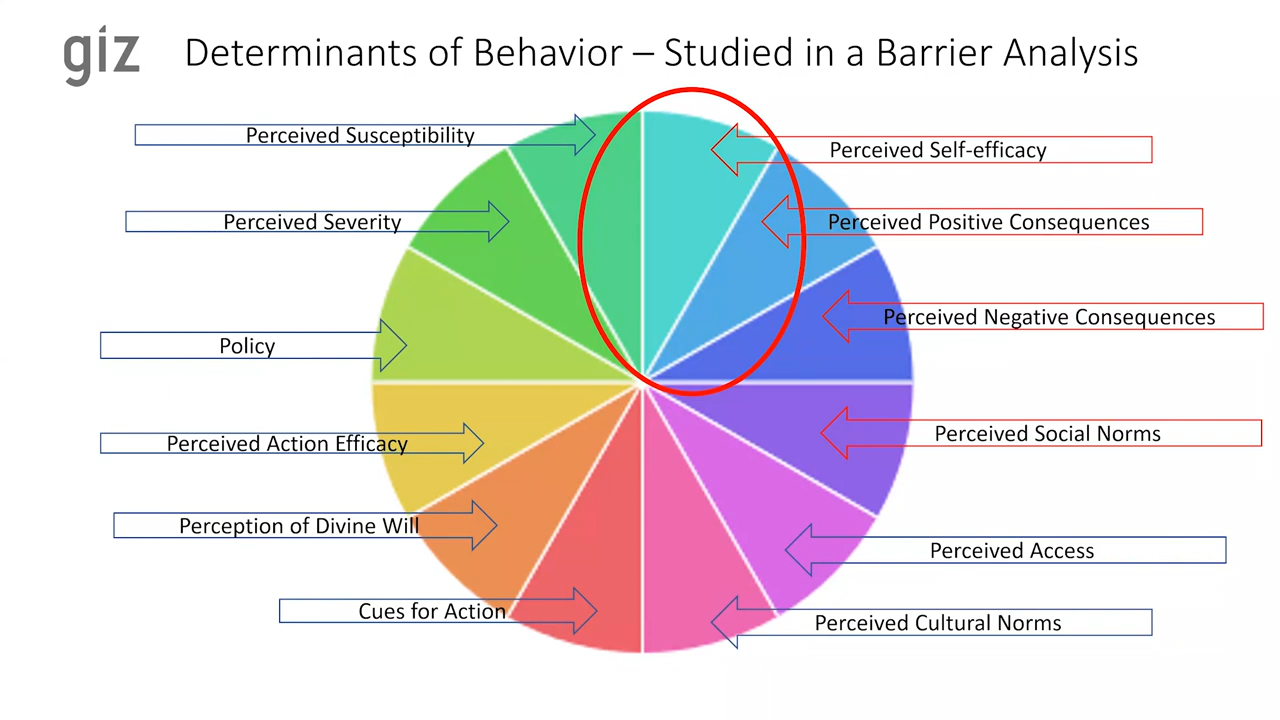 giz
Determinants of Behavior – Studied in a Barrier Analysis
Perceived Susceptibility
Perceived Self-efficacy
Perceived Severity
Perceived Positive Consequences
Perceived Negative Consequences
Policy
Perceived Social Norms
Perceived Action Efficacy
Perception of Divine Will
Perceived Access
Cues for Action
Perceived Cultural Norms